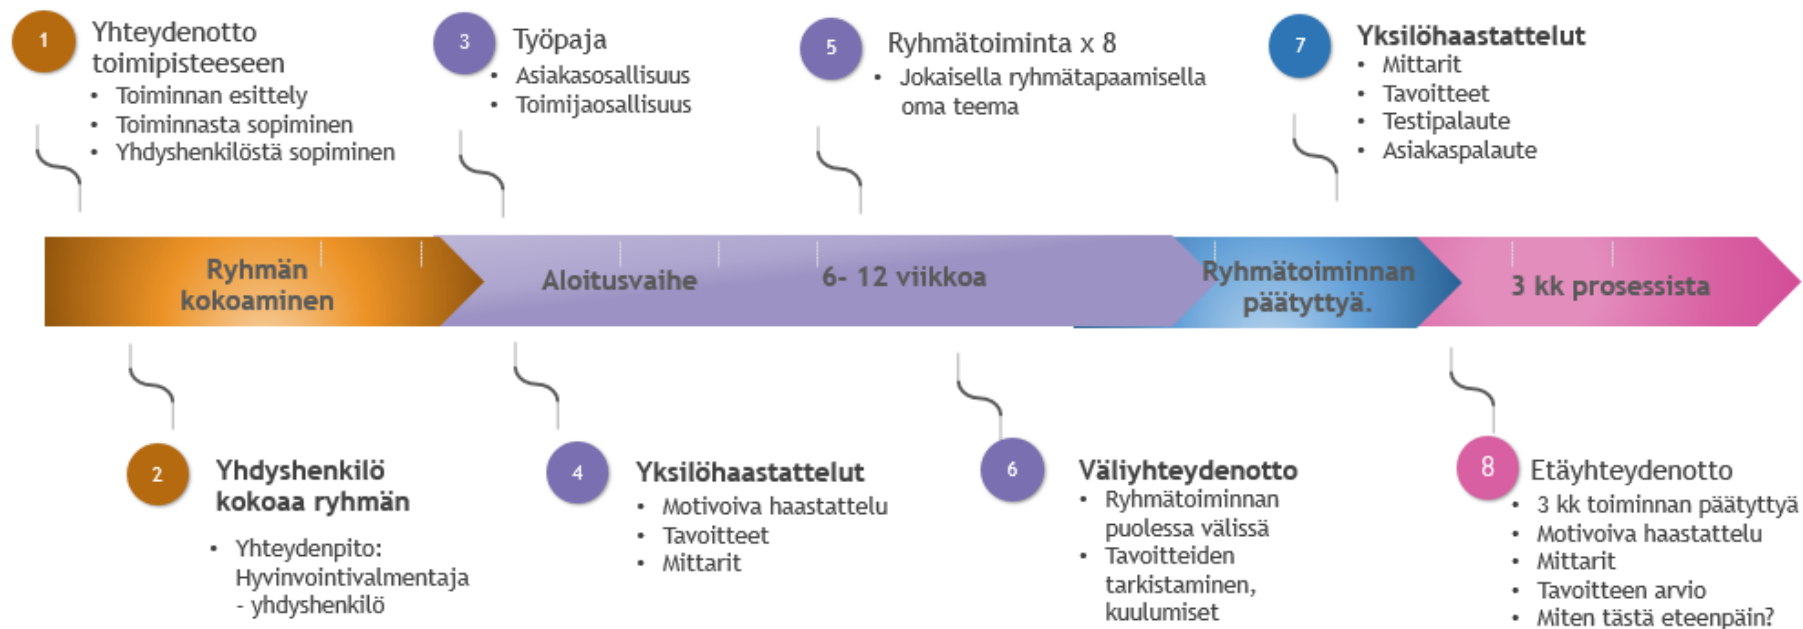 1
Yhteydenotto
toimipisteeseen
• Toiminnan esittely
• Toiminnasta sopiminen
• Yhdyshenkilöstä sopiminen
3
Työpaja
• Asiakasosallisuus
• Toimijaosallisuus
5
Ryhmätoiminta x 8
• Jokaisella ryhmätapaamisella
oma teema
7
Yksilöhaastattelut
• Mittarit
• Tavoitteet
• Testipalaute
• Asiakaspalaute
Ryhmän
kokoaminen
Aloitusvaihe
6- 12 viikkoa
Ryhmätoiminnan
päätyttyä.
3 kk prosessista
2
Yhdyshenkilö
kokoaa ryhmän
• Yhteydenpito:
Hyvinvointivalmentaja
- yhdyshenkilö
4
Yksilöhaastattelut
• Motivoiva haastattelu
• Tavoitteet
• Mittarit
6
Väliyhteydenotto
• Ryhmätoiminnan
puolessa välissä
• Tavoitteiden
tarkistaminen,
kuulumiset
8
Etäyhteydenotto
• 3 kk toiminnan päätyttyä
• Motivoiva haastattelu
• Mittarit
• Tavoitteen arvio
• Miten tästä eteenpäin?